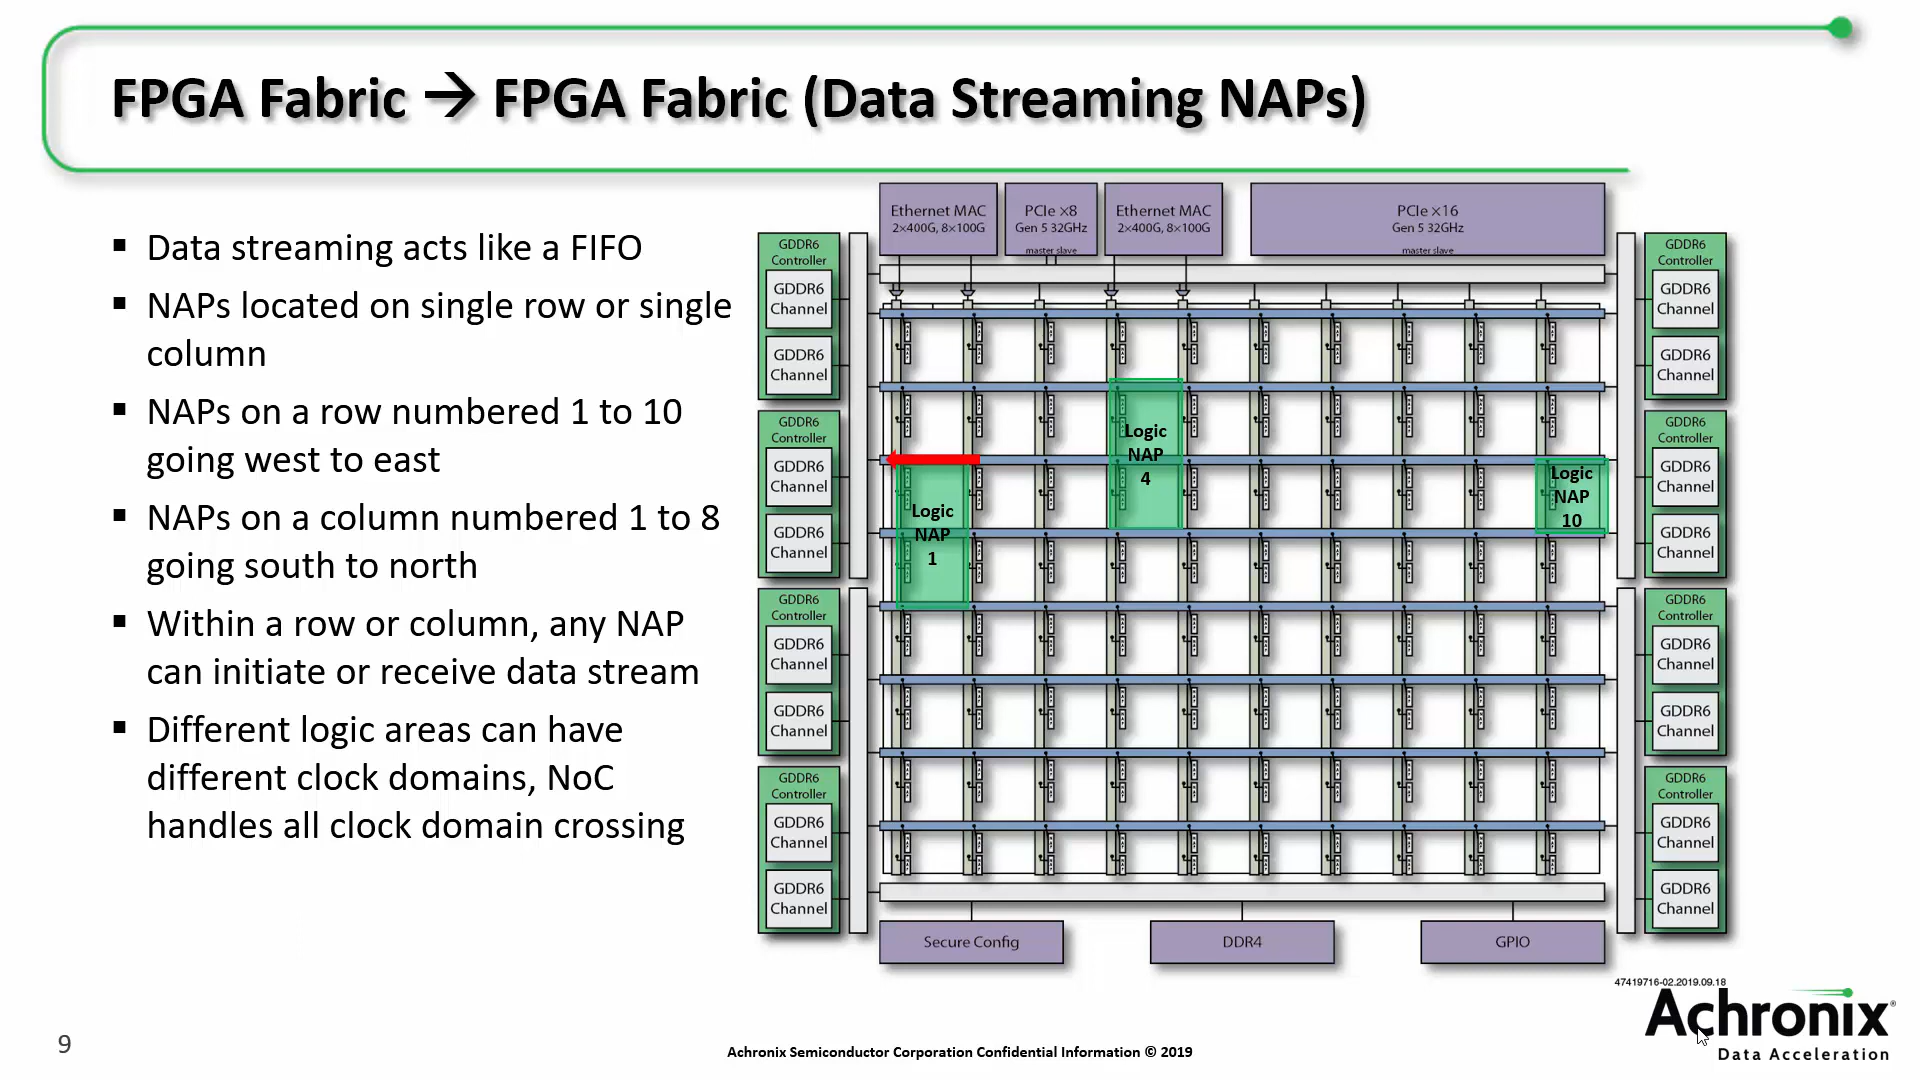 FPGA Fabric → FPGA Fabric (Data Streaming NAPs)
▪ Data streaming acts like a FIFO
▪ NAPs located on single row or single
column
▪ NAPs on a row numbered 1 to 10
going west to east
▪ NAPs on a column numbered 1 to 8
going south to north
▪ Within a row or column, any NAP
can initiate or receive data stream
▪ Different logic areas can have
different clock domains, NoC
handles all clock domain crossing
Ethernet MAC
2×400G, 8×100G
PCIe ×8
Gen 5 32GHz
master slave
Ethernet MAC
2×400G, 8×100G
PCIe ×16
Gen 5 32GHz
master slave
GDDR6
Controller
GDDR6
Channel
GDDR6
Channel
GDDR6
Controller
GDDR6
Channel
GDDR6
Channel
GDDR6
Controller
GDDR6
Channel
GDDR6
Channel
GDDR6
Controller
GDDR6
Channel
GDDR6
Channel
Logic
NAP
1
Logic
NAP
4
Logic
NAP
10
GDDR6
Controller
GDDR6
Channel
GDDR6
Channel
GDDR6
Controller
GDDR6
Channel
GDDR6
Channel
GDDR6
Controller
GDDR6
Channel
GDDR6
Channel
GDDR6
Controller
GDDR6
Channel
GDDR6
Channel
Secure Config
DDR4
GPIO
47419716-02.2019.09.18
Achronix®
Data Acceleration
9
Achronix Semiconductor Corporation Confidential Information © 2019